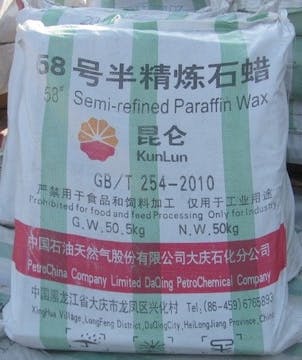 58号半精炼石蜡
58# Semi-refined Paraffin Wax
昆仑
KunLun
GB/T 254-2010
严禁用于食品和饲料加工 仅用于工业用途
Prohibited for food and feed Processing Only for Industry
G.W.50.5kg N.W.50kg
中国石油天然气股份有限公司大庆石化分公司
PetroChina Company Limited DaQing PetroChemical Company
中国·黑龙江省大庆市龙凤区兴化村 Tel: (86-459) 6765893
XingHua Village, LongFeng District, DaQing City, HeiLongJiang Province, China